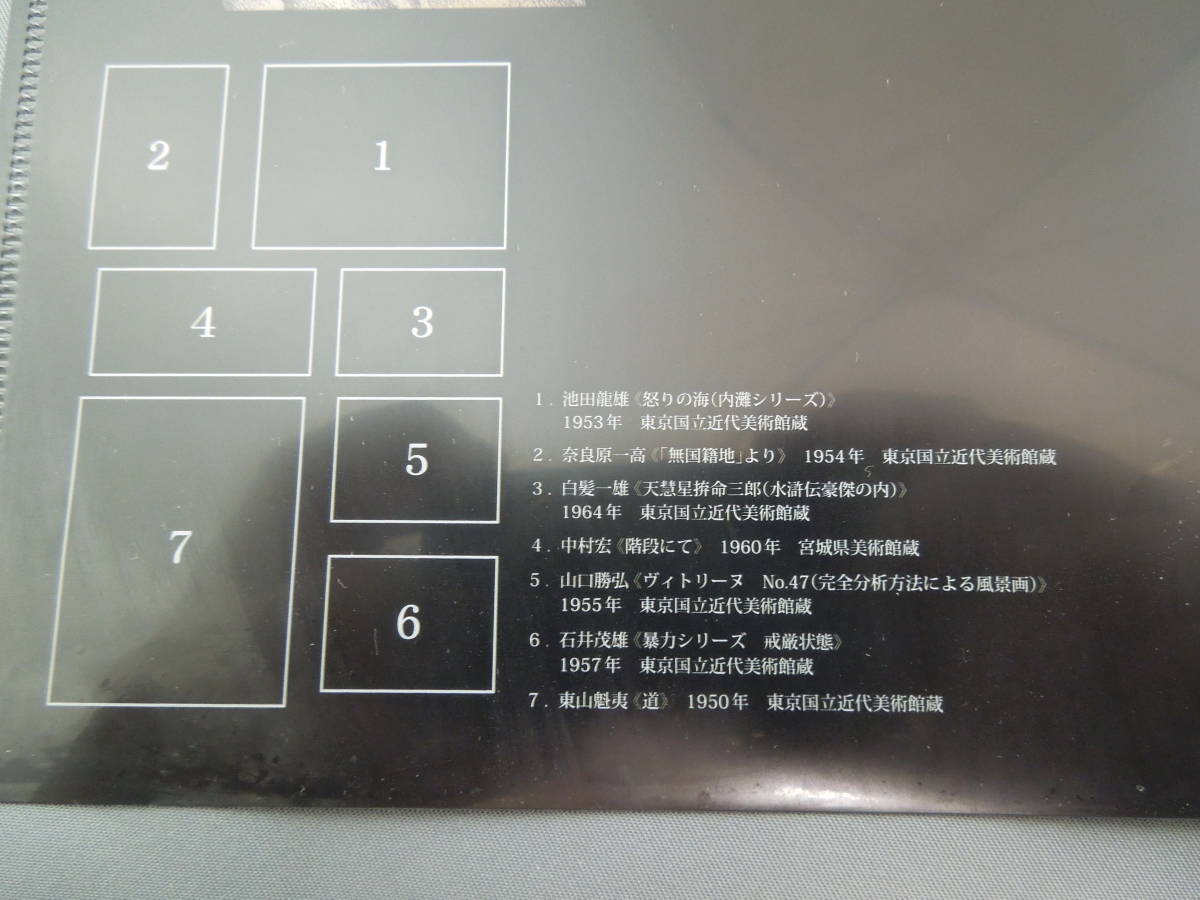 2
1
4
3
5
7
6
1. 池田龍雄《怒りの海(内灘シリーズ)》
1953年　東京国立近代美術館蔵
2. 奈良原一高《「無国籍地」より》　1954年　東京国立近代美術館蔵
3. 白髪一雄《天慧星拚命三郎(水滸伝豪傑の内)》
1964年　東京国立近代美術館蔵
4. 中村宏《階段にて》　1960年　宮城県美術館蔵
5. 山口勝弘《ヴィトリーヌ　No.47(完全分析方法による風景画)》
1955年　東京国立近代美術館蔵
6. 石井茂雄《暴力シリーズ　戒厳状態》
1957年　東京国立近代美術館蔵
7. 東山魁夷《道》　1950年　東京国立近代美術館蔵